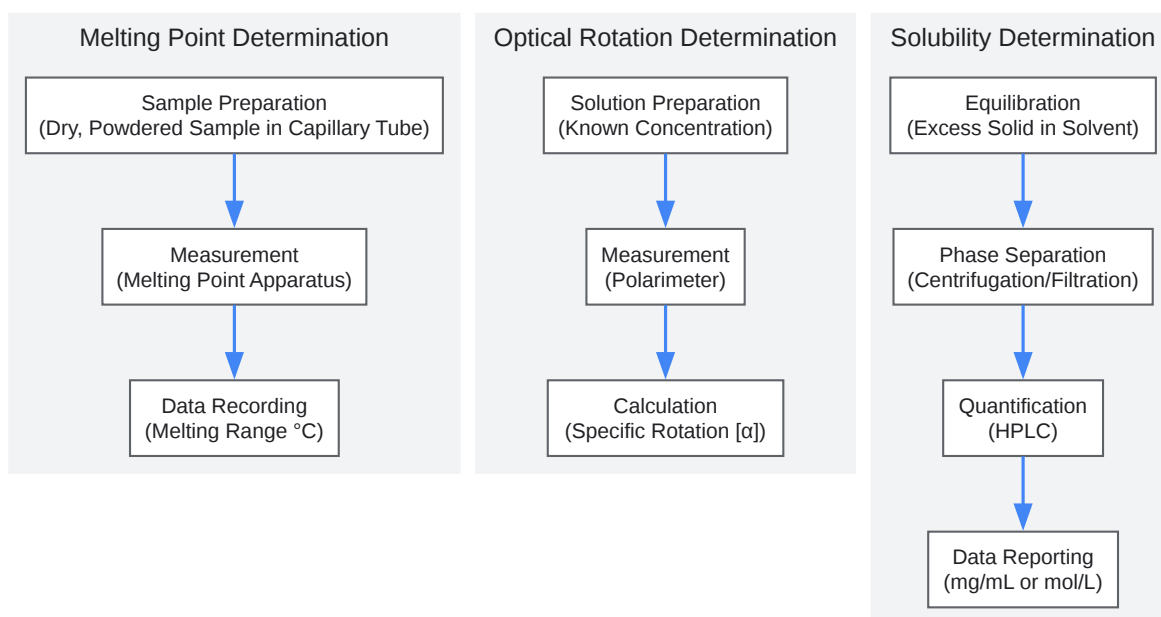 Melting Point Determination
Sample Preparation
(Dry, Powdered Sample in Capillary Tube)
Measurement
(Melting Point Apparatus)
Data Recording
(Melting Range °C)
Optical Rotation Determination
Solution Preparation
(Known Concentration)
Measurement
(Polarimeter)
Calculation
(Specific Rotation [α])
Solubility Determination
Equilibration
(Excess Solid in Solvent)
Phase Separation
(Centrifugation/Filtration)
Quantification
(HPLC)
Data Reporting
(mg/mL or mol/L)